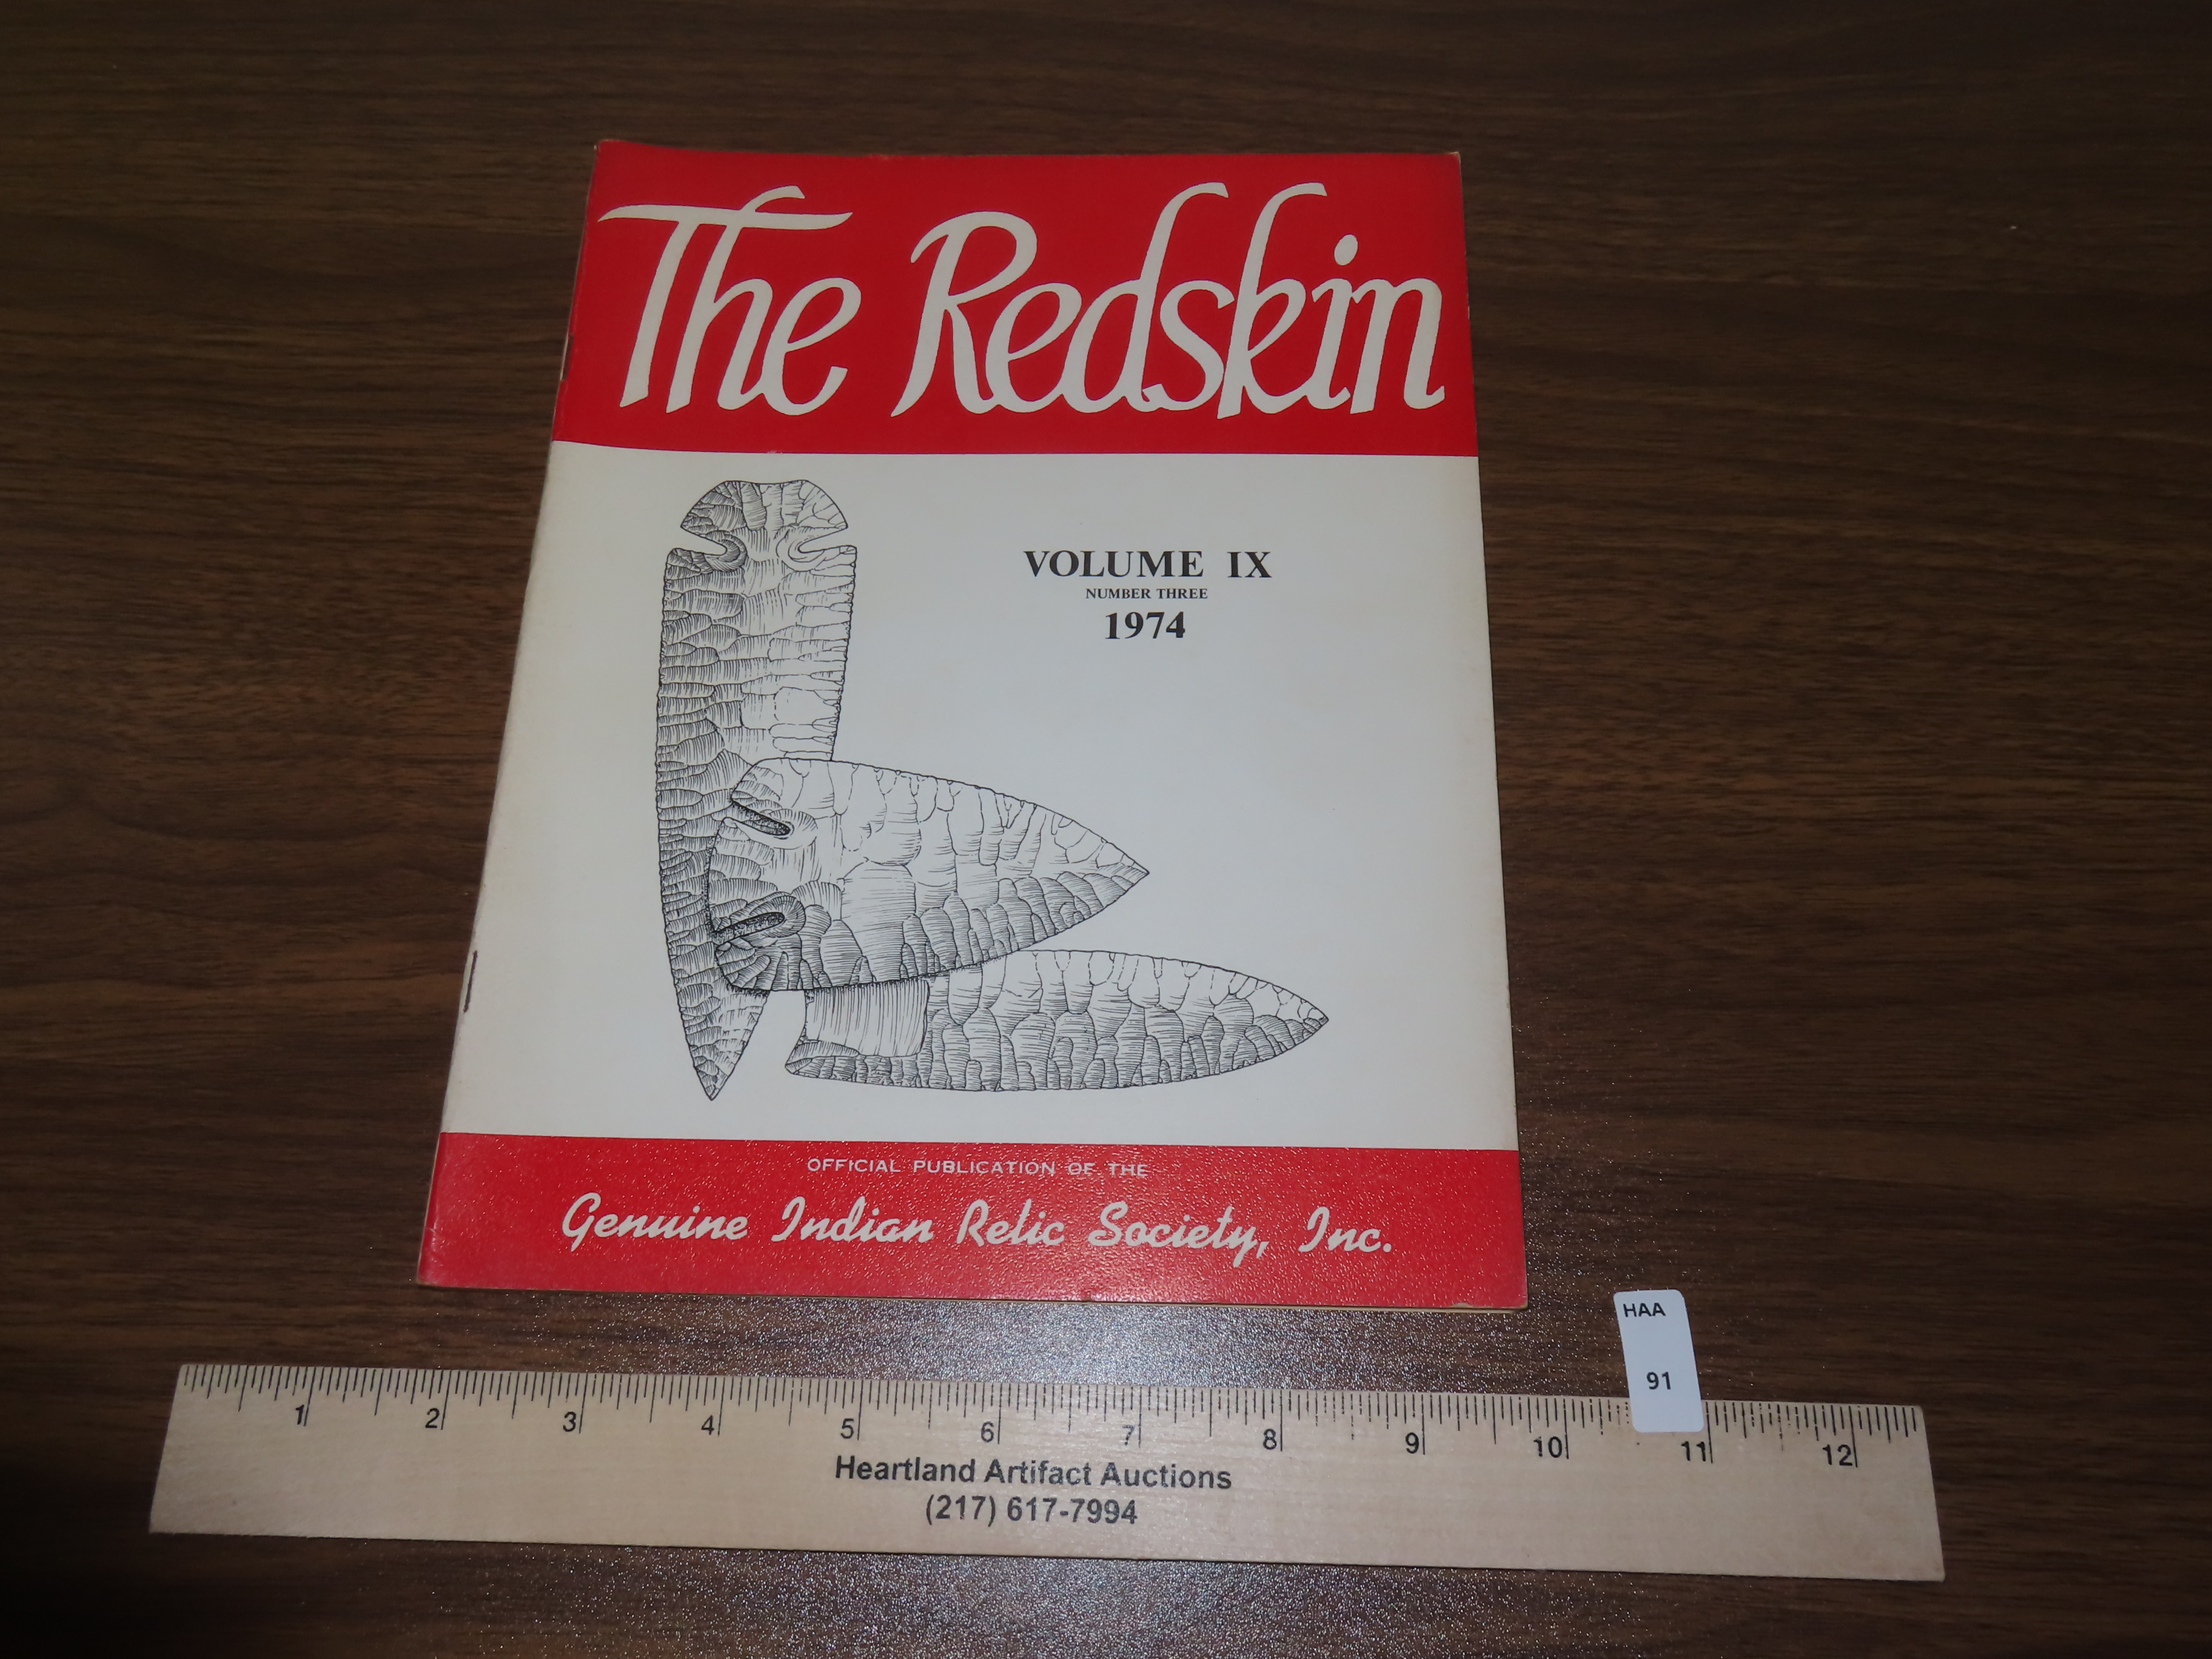 The Redskin
VOLUME IX
NUMBER THREE
1974
OFFICIAL PUBLICATION OF THE
Genuine Indian Relic Society, Inc.
HAA
91
1 2 3 4 5 6 7 8 9 10 11 12
Heartland Artifact Auctions
(217) 617-7994